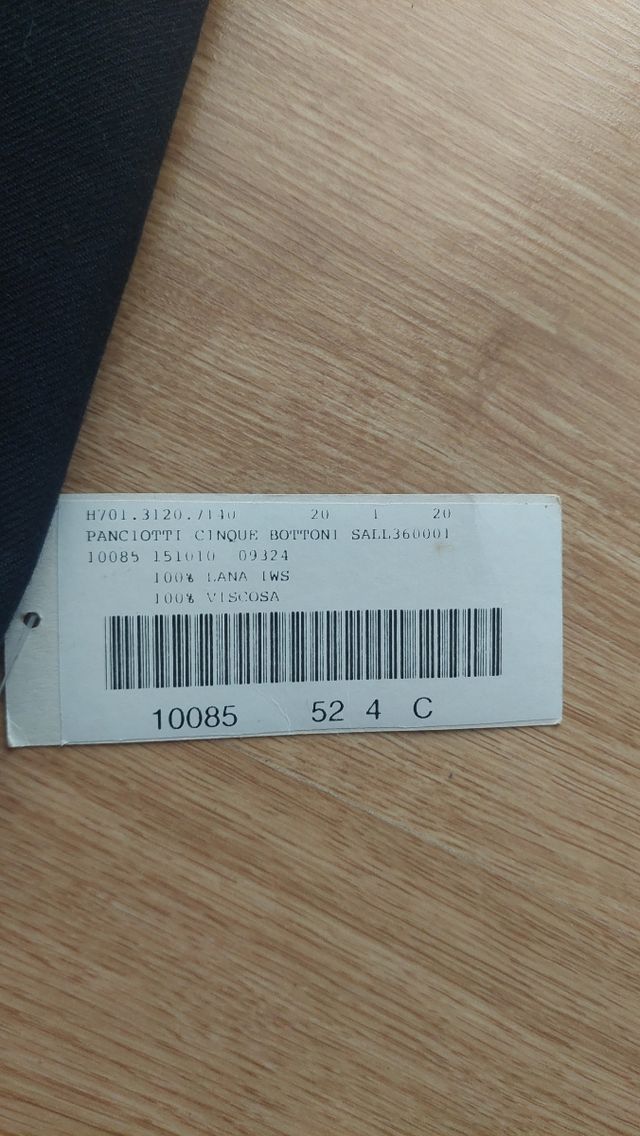 H701.3120.7140 20 1 20
PANCIOTTI CINQUE BOTTONI SALL360001
10085 151010 09324
100% LANA IWS
100% VISCOSA
10085 52 4 C